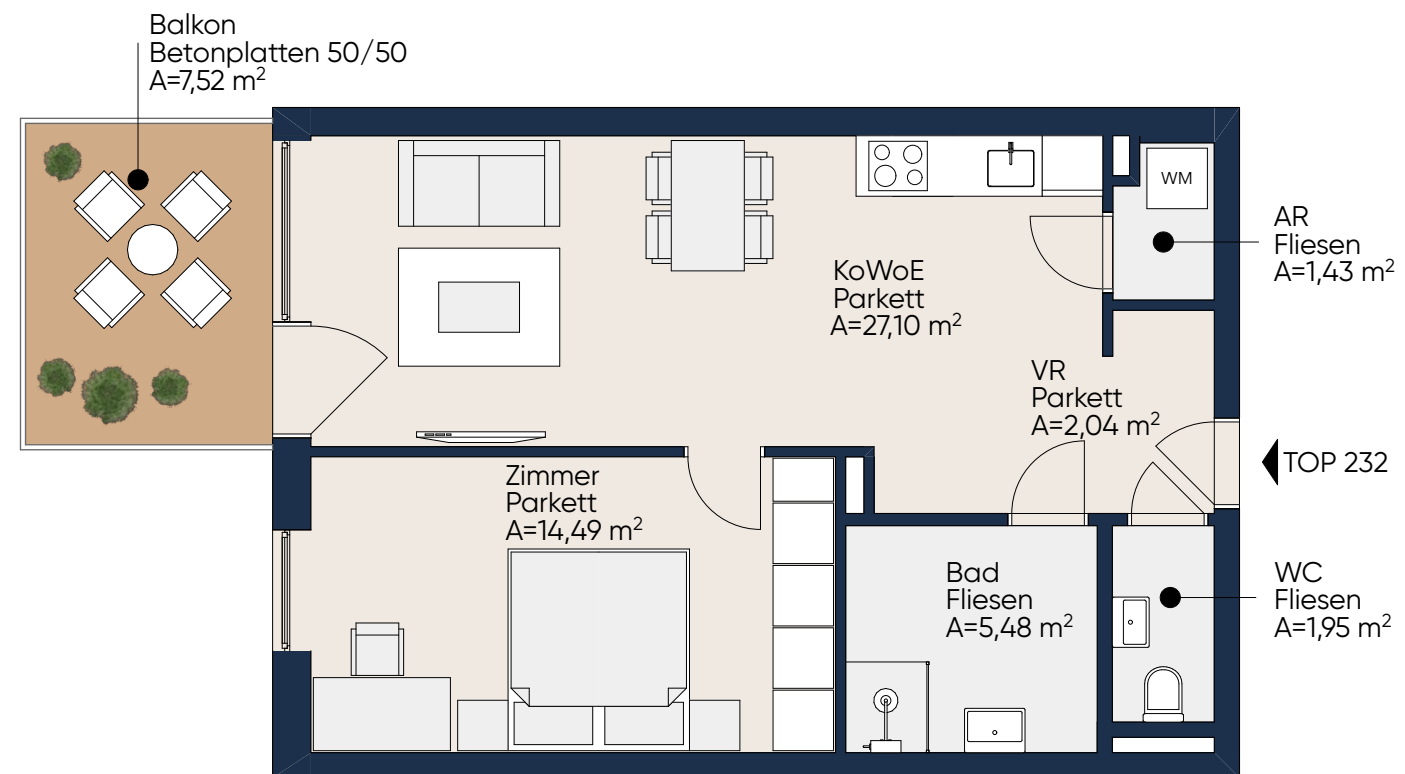 Balkon
Betonplatten 50/50
A=7,52 m²
WM
AR
Fliesen
A=1,43 m²
KoWoE
Parkett
A=27,10 m²
VR
Parkett
A=2,04 m²
TOP 232
Zimmer
Parkett
A=14,49 m²
Bad
Fliesen
A=5,48 m²
WC
Fliesen
A=1,95 m²